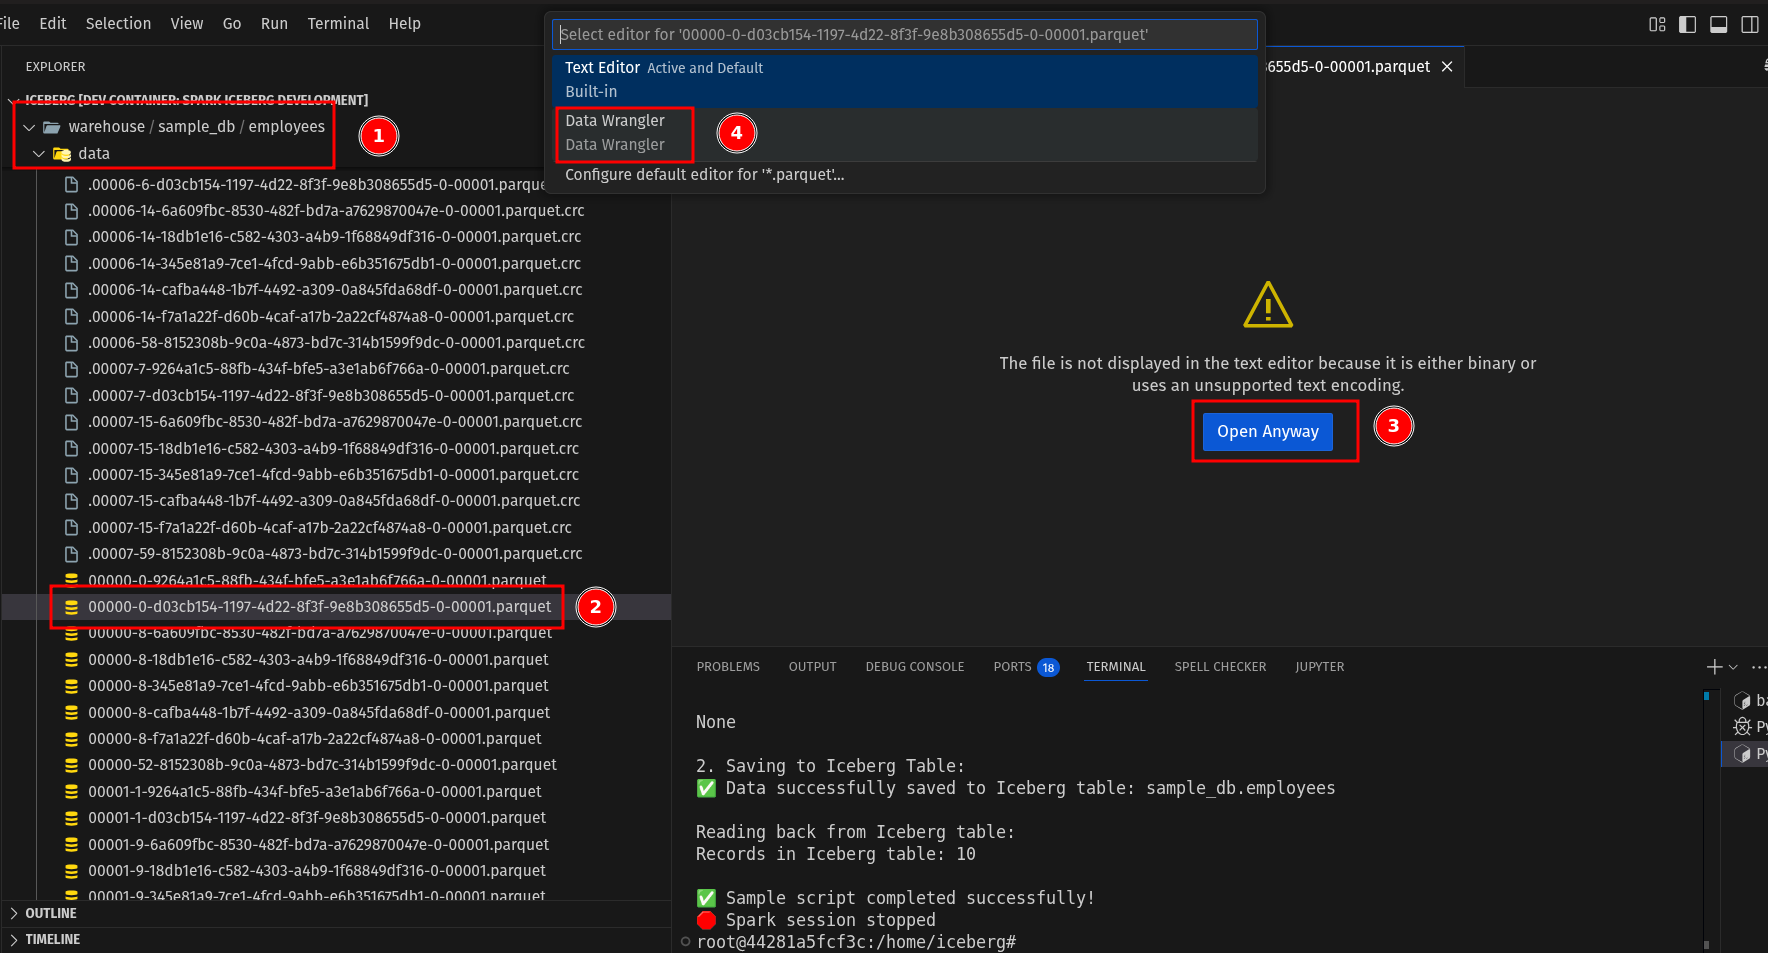 File Edit Selection View Go Run Terminal Help
EXPLORER
ICEBERG [DEV CONTAINER: SPARK ICEBERG DEVELOPMENT]
warehouse / sample_db / employees
1
data
.00006-6-d03cb154-1197-4d22-8f3f-9e8b308655d5-0-00001.parque
.00006-14-6a609fbc-8530-482f-bd7a-a7629870047e-0-00001.parquet.crc
.00006-14-18db1e16-c582-4303-a4b9-1f68849df316-0-00001.parquet.crc
.00006-14-345e81a9-7ce1-4fcd-9abb-e6b351675db1-0-00001.parquet.crc
.00006-14-cafba448-1b7f-4492-a309-0a845fda68df-0-00001.parquet.crc
.00006-14-f7a1a22f-d60b-4caf-a17b-2a22cf4874a8-0-00001.parquet.crc
.00006-58-8152308b-9c0a-4873-bd7c-314b1599f9dc-0-00001.parquet.crc
.00007-7-9264a1c5-88fb-434f-bfe5-a3e1ab6f766a-0-00001.parquet.crc
.00007-7-d03cb154-1197-4d22-8f3f-9e8b308655d5-0-00001.parquet.crc
.00007-15-6a609fbc-8530-482f-bd7a-a7629870047e-0-00001.parquet.crc
.00007-15-18db1e16-c582-4303-a4b9-1f68849df316-0-00001.parquet.crc
.00007-15-345e81a9-7ce1-4fcd-9abb-e6b351675db1-0-00001.parquet.crc
.00007-15-cafba448-1b7f-4492-a309-0a845fda68df-0-00001.parquet.crc
.00007-15-f7a1a22f-d60b-4caf-a17b-2a22cf4874a8-0-00001.parquet.crc
.00007-59-8152308b-9c0a-4873-bd7c-314b1599f9dc-0-00001.parquet.crc
00000-0-9264a1c5-88fb-434f-bfe5-a3e1ab6f766a-0-00001.parquet
00000-0-d03cb154-1197-4d22-8f3f-9e8b308655d5-0-00001.parquet
2
00000-8-6a609fbc-8530-482f-bd7a-a7629870047e-0-00001.parquet
00000-8-18db1e16-c582-4303-a4b9-1f68849df316-0-00001.parquet
00000-8-345e81a9-7ce1-4fcd-9abb-e6b351675db1-0-00001.parquet
00000-8-cafba448-1b7f-4492-a309-0a845fda68df-0-00001.parquet
00000-8-f7a1a22f-d60b-4caf-a17b-2a22cf4874a8-0-00001.parquet
00000-52-8152308b-9c0a-4873-bd7c-314b1599f9dc-0-00001.parquet
00001-1-9264a1c5-88fb-434f-bfe5-a3e1ab6f766a-0-00001.parquet
00001-1-d03cb154-1197-4d22-8f3f-9e8b308655d5-0-00001.parquet
00001-9-6a609fbc-8530-482f-bd7a-a7629870047e-0-00001.parquet
00001-9-18db1e16-c582-4303-a4b9-1f68849df316-0-00001.parquet
00001-9-345e81a9-7ce1-4fcd-9abb-e6b351675db1-0-00001.parquet
OUTLINE
TIMELINE
Select editor for '00000-0-d03cb154-1197-4d22-8f3f-9e8b308655d5-0-00001.parquet'
Text Editor Active and Default
Built-in
Data Wrangler
Data Wrangler
4
Configure default editor for '*.parquet'...
655d5-0-00001.parquet
The file is not displayed in the text editor because it is either binary or
uses an unsupported text encoding.
Open Anyway
3
PROBLEMS OUTPUT DEBUG CONSOLE PORTS 18 TERMINAL SPELL CHECKER JUPYTER
None
2. Saving to Iceberg Table:
✅ Data successfully saved to Iceberg table: sample_db.employees
Reading back from Iceberg table:
Records in Iceberg table: 10
✅ Sample script completed successfully!
🛑 Spark session stopped
root@44281a5fcf3c:/home/iceberg#
ba
Py
Py